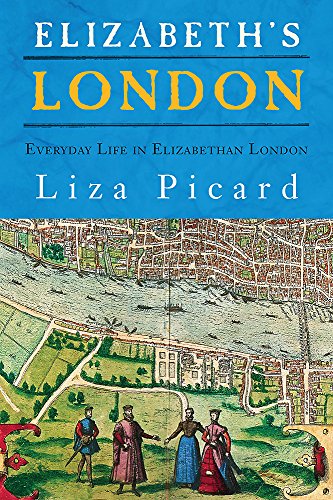 ELIZABETH'S
LONDON
EVERYDAY LIFE IN ELIZABETHAN LONDON
Liza Picard